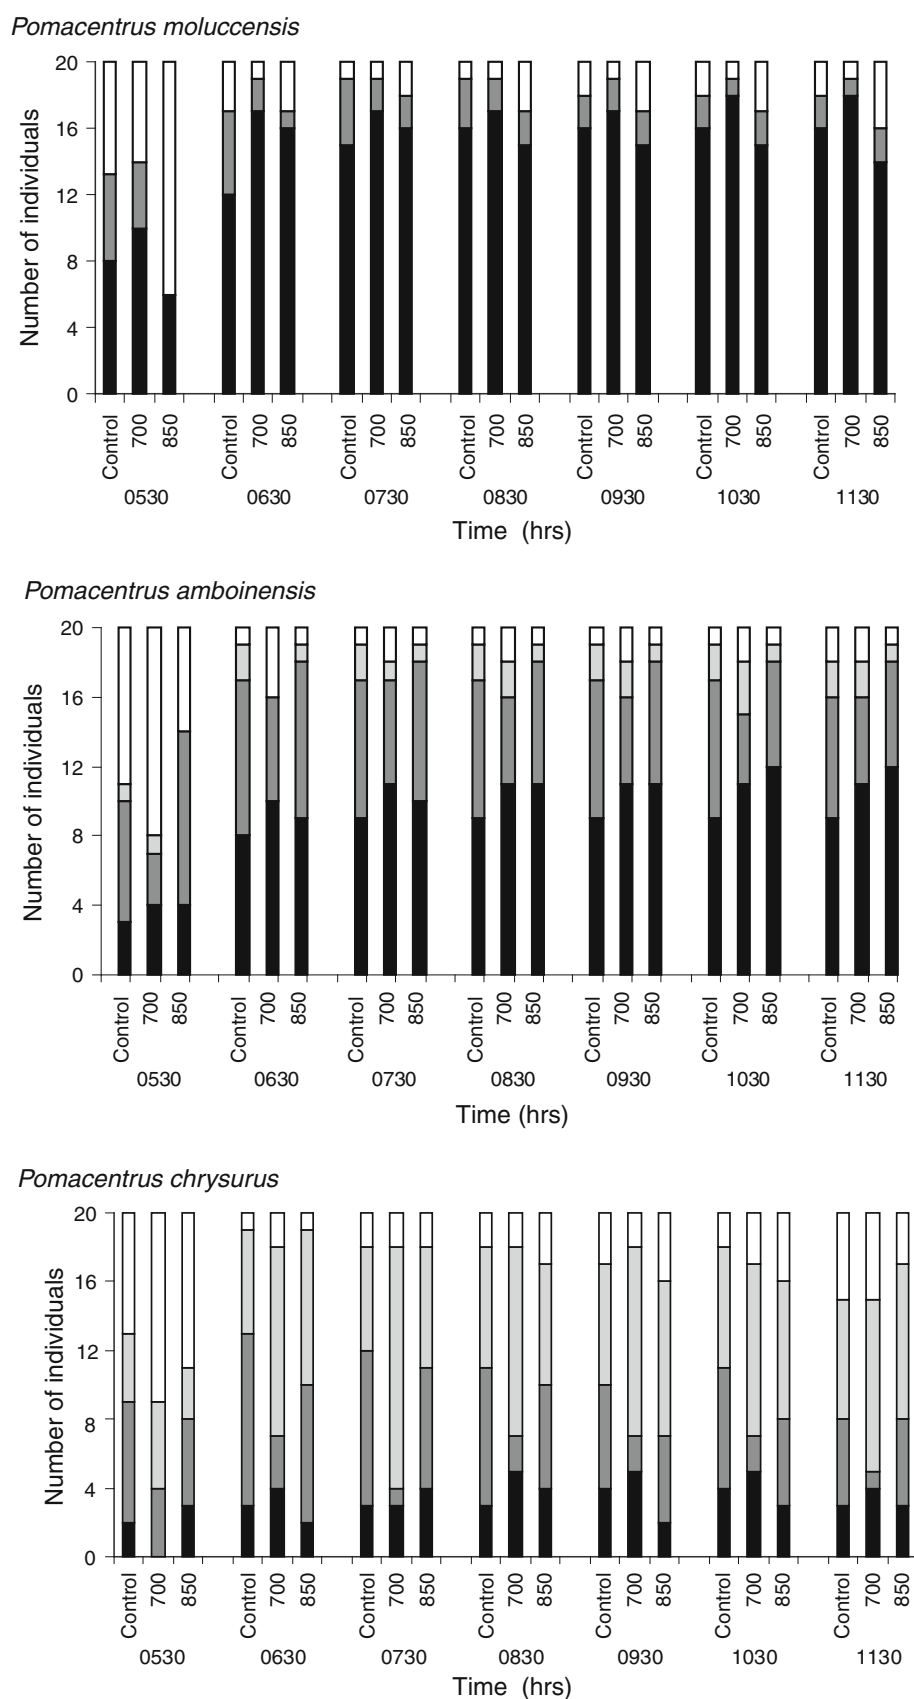 Pomacentrus moluccensis
20
16
12
8
4
0
Number of individuals
Control 700 850 Control 700 850 Control 700 850 Control 700 850 Control 700 850 Control 700 850 Control 700 850
0530 0630 0730 0830 0930 1030 1130
Time (hrs)
Pomacentrus amboinensis
20
16
12
8
4
0
Number of individuals
Control 700 850 Control 700 850 Control 700 850 Control 700 850 Control 700 850 Control 700 850 Control 700 850
0530 0630 0730 0830 0930 1030 1130
Time (hrs)
Pomacentrus chrysurus
20
16
12
8
4
0
Number of individuals
Control 700 850 Control 700 850 Control 700 850 Control 700 850 Control 700 850 Control 700 850 Control 700 850
0530 0630 0730 0830 0930 1030 1130
Time (hrs)